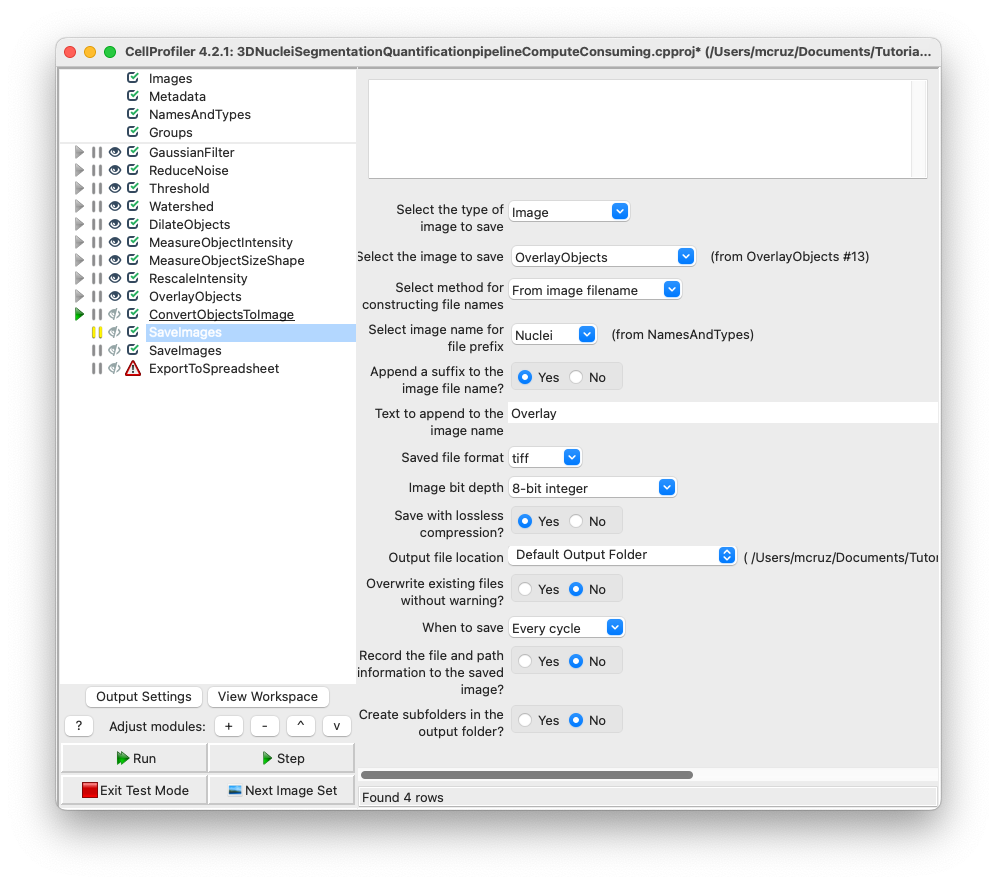 CellProfiler 4.2.1: 3DNucleiSegmentationQuantificationpipelineComputeConsuming.cpproj* (/Users/mcruz/Documents/Tutoria...
Images
Metadata
NamesAndTypes
Groups
GaussianFilter
ReduceNoise
Threshold
Watershed
DilateObjects
MeasureObjectIntensity
MeasureObjectSizeShape
RescaleIntensity
OverlayObjects
ConvertObjectsToImage
SaveImages
SaveImages
ExportToSpreadsheet
Output Settings View Workspace
? Adjust modules: + - ^ v
Run Step
Exit Test Mode Next Image Set
Select the type of
image to save
Image
Select the image to save OverlayObjects (from OverlayObjects #13)
Select method for
constructing file names
From image filename
Select image name for
file prefix
Nuclei (from NamesAndTypes)
Append a suffix to the
image file name?
Yes No
Text to append to the
image name
Overlay
Saved file format tiff
Image bit depth 8-bit integer
Save with lossless
compression?
Yes No
Output file location Default Output Folder ( /Users/mcruz/Documents/Tutor
Overwrite existing files
without warning?
Yes No
When to save Every cycle
Record the file and path
information to the saved
image?
Yes No
Create subfolders in the
output folder?
Yes No
Found 4 rows